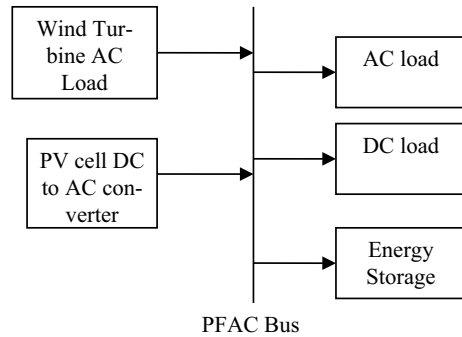 Wind Tur-
bine AC
Load
AC load
DC load
PV cell DC
to AC con-
verter
Energy
Storage
PFAC Bus